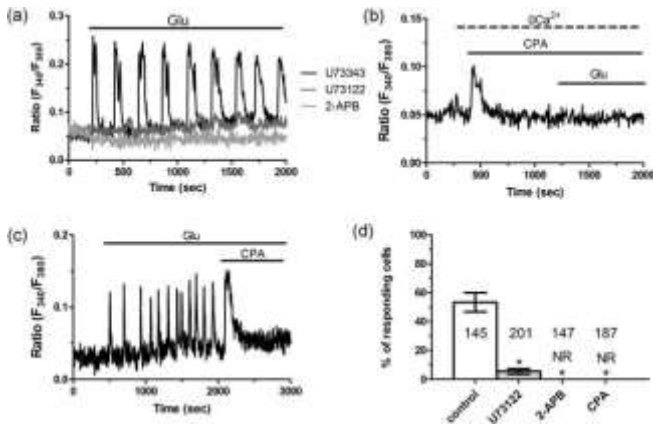 (a)
Glu
Ratio (F340/F380)
0.3
0.2
0.1
0.0
0
500
1000
1500
2000
Time (sec)
U73343
U73122
2-APB
(b)
0Ca2+
CPA
Glu
Ratio (F340/F380)
0.15
0.10
0.05
0.00
0
500
1000
1500
2000
Time (sec)
(c)
Glu
CPA
Ratio (F340/F380)
0.2
0.1
0.0
0
1000
2000
3000
Time (sec)
(d)
% of responding cells
100
80
60
40
20
0
145
201
147
187
NR
NR
*
*
*
control
U73122
2-APB
CPA